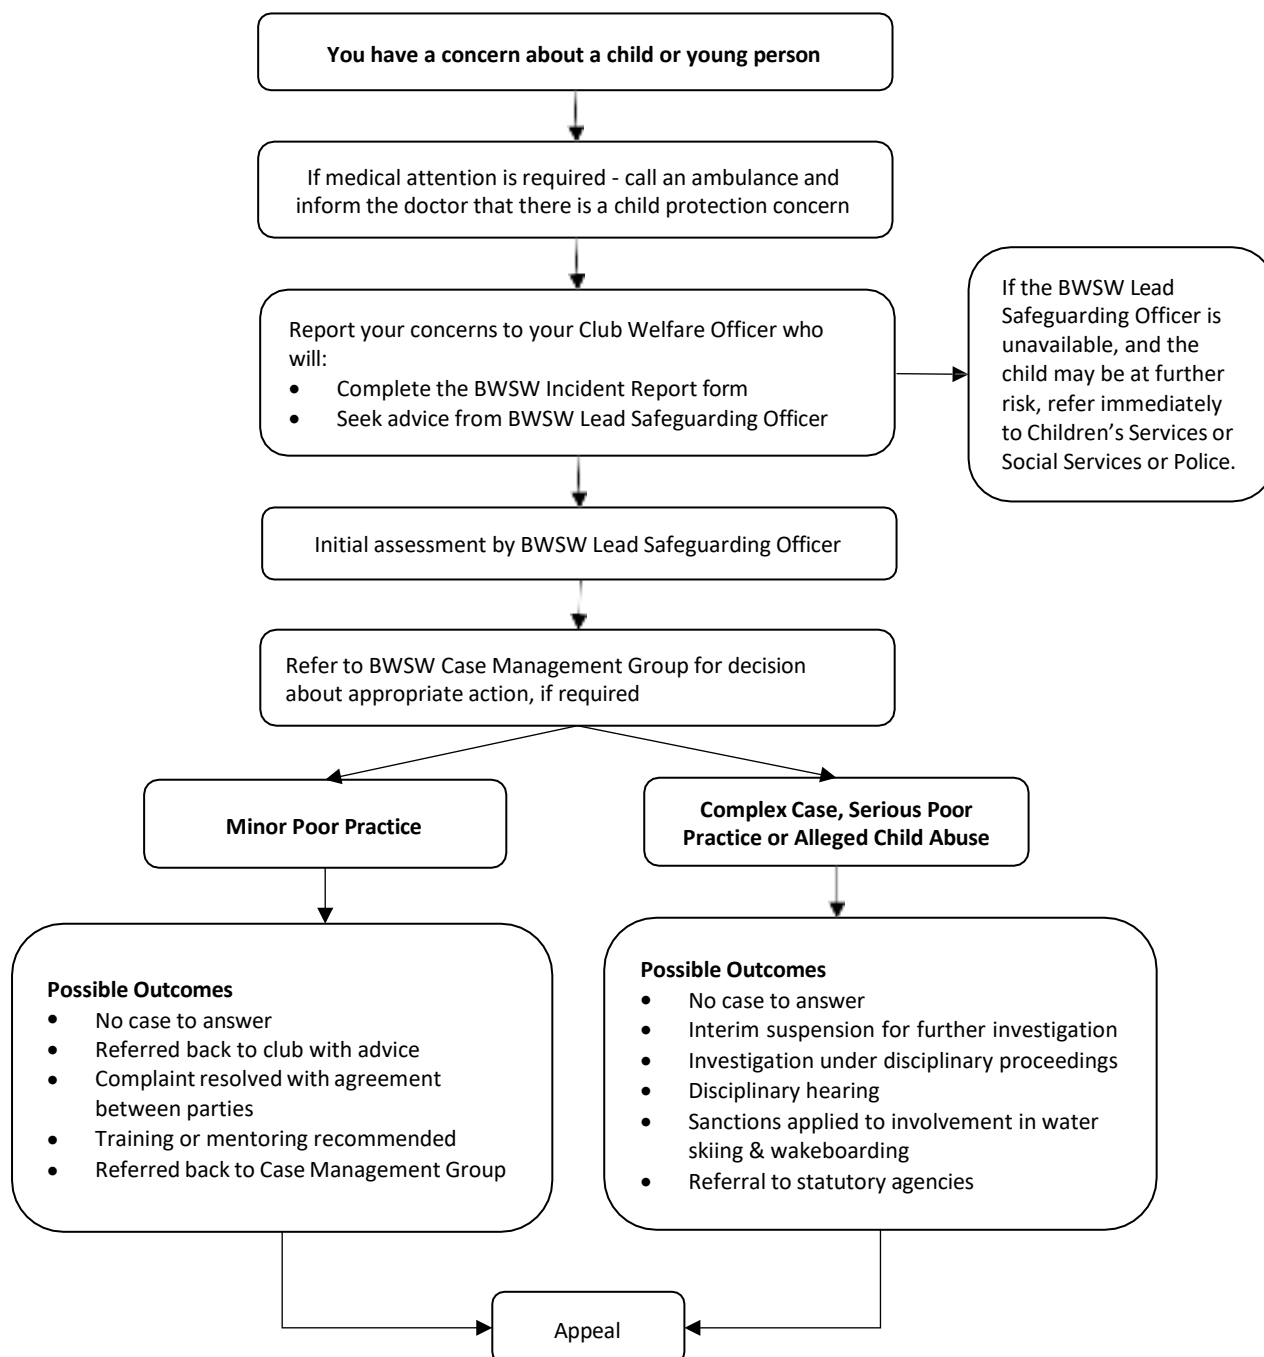 You have a concern about a child or young person
If medical attention is required - call an ambulance and
inform the doctor that there is a child protection concern
Report your concerns to your Club Welfare Officer who
will:
• Complete the BWSW Incident Report form
• Seek advice from BWSW Lead Safeguarding Officer
If the BWSW Lead
Safeguarding Officer is
unavailable, and the
child may be at further
risk, refer immediately
to Children’s Services or
Social Services or Police.
Initial assessment by BWSW Lead Safeguarding Officer
Refer to BWSW Case Management Group for decision
about appropriate action, if required
Minor Poor Practice
Complex Case, Serious Poor
Practice or Alleged Child Abuse
Possible Outcomes
• No case to answer
• Referred back to club with advice
• Complaint resolved with agreement
between parties
• Training or mentoring recommended
• Referred back to Case Management Group
Possible Outcomes
• No case to answer
• Interim suspension for further investigation
• Investigation under disciplinary proceedings
• Disciplinary hearing
• Sanctions applied to involvement in water
skiing & wakeboarding
• Referral to statutory agencies
Appeal